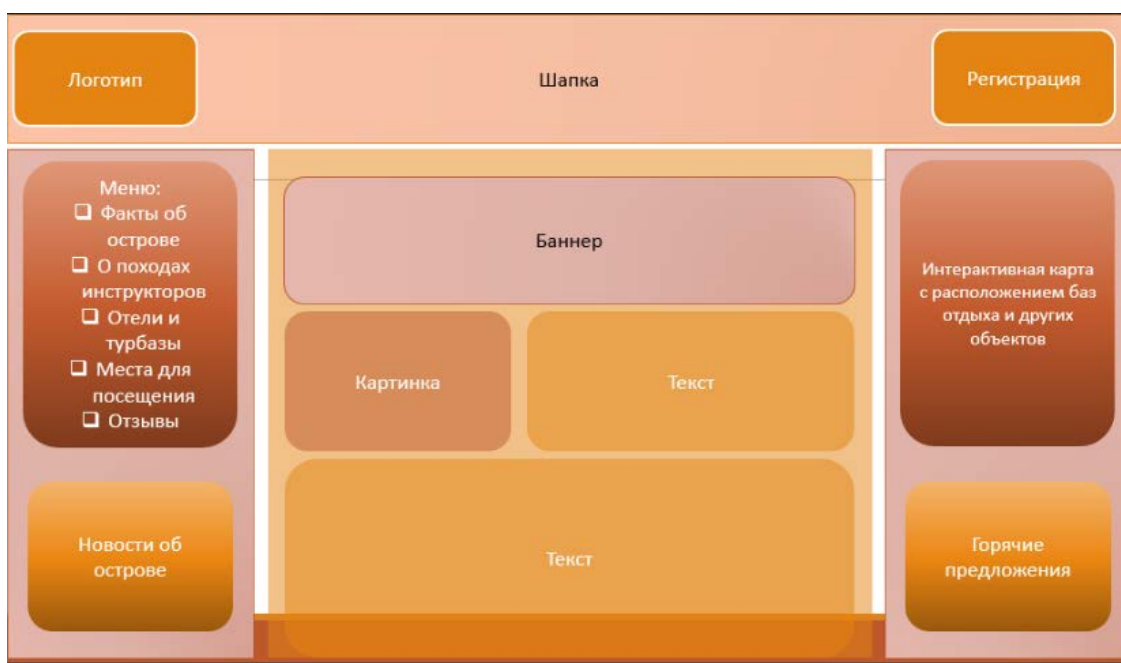 Логотип
Шапка
Регистрация
Меню:
Факты об
острове
О походах
инструкторов
Отели и
турбазы
Места для
посещения
Отзывы
Баннер
Интерактивная карта
с расположением баз
отдыха и других
объектов
Картинка
Текст
Новости об
острове
Текст
Горячие
предложения